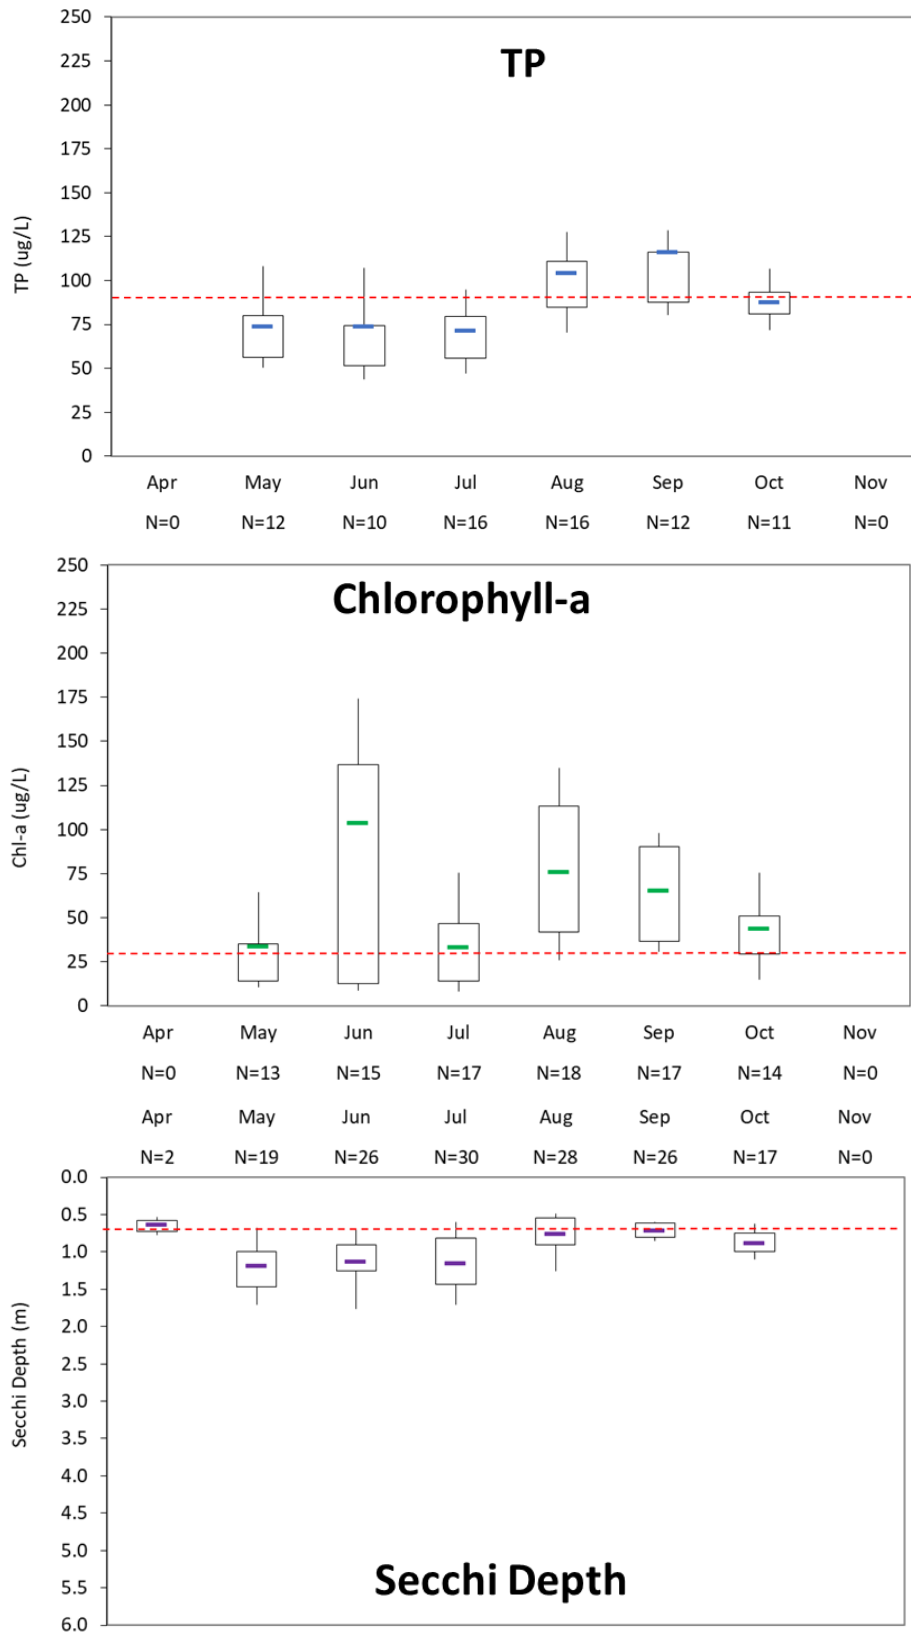 TP
TP (ug/L)
250
225
200
175
150
125
100
75
50
25
0
Apr May Jun Jul Aug Sep Oct Nov
N=0 N=12 N=10 N=16 N=16 N=12 N=11 N=0
Chlorophyll-a
Chl-a (ug/L)
250
225
200
175
150
125
100
75
50
25
0
Apr May Jun Jul Aug Sep Oct Nov
N=0 N=13 N=15 N=17 N=18 N=17 N=14 N=0
Apr May Jun Jul Aug Sep Oct Nov
N=2 N=19 N=26 N=30 N=28 N=26 N=17 N=0
Secchi Depth (m)
0.0
0.5
1.0
1.5
2.0
2.5
3.0
3.5
4.0
4.5
5.0
5.5
6.0
Secchi Depth